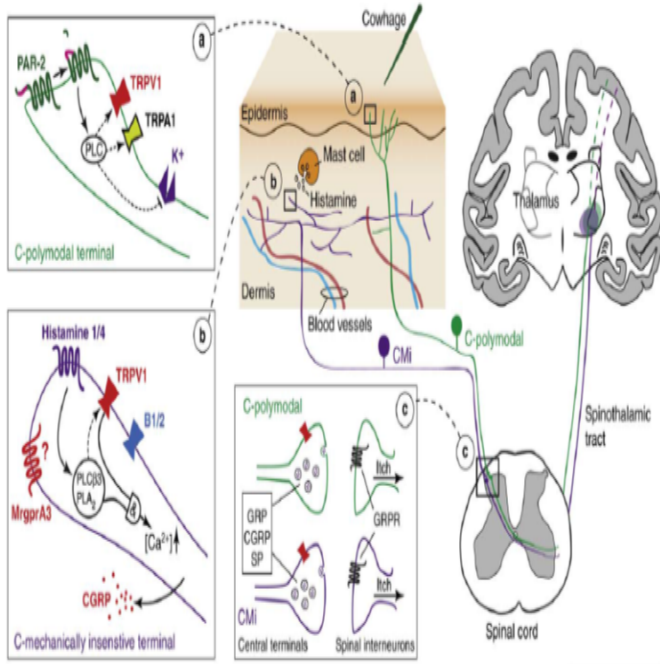 a
PAR-2
?
TRPV1
TRPA1
PLC
K+
C-polymodal terminal
Cowhage
a
Epidermis
Mast cell
b
Histamine
Dermis
Blood vessels
Thalamus
C-polymodal
CMi
Spinothalamic
tract
Spinal cord
b
Histamine 1/4
TRPV1
B1/2
?
MrgprA3
PLCβ3
PLA2
[Ca2+]
CGRP
C-mechanically insenstive terminal
C-polymodal
c
c
Itch
GRP
CGRP
SP
GRPR
Itch
CMi
Central terminals
Spinal interneurons